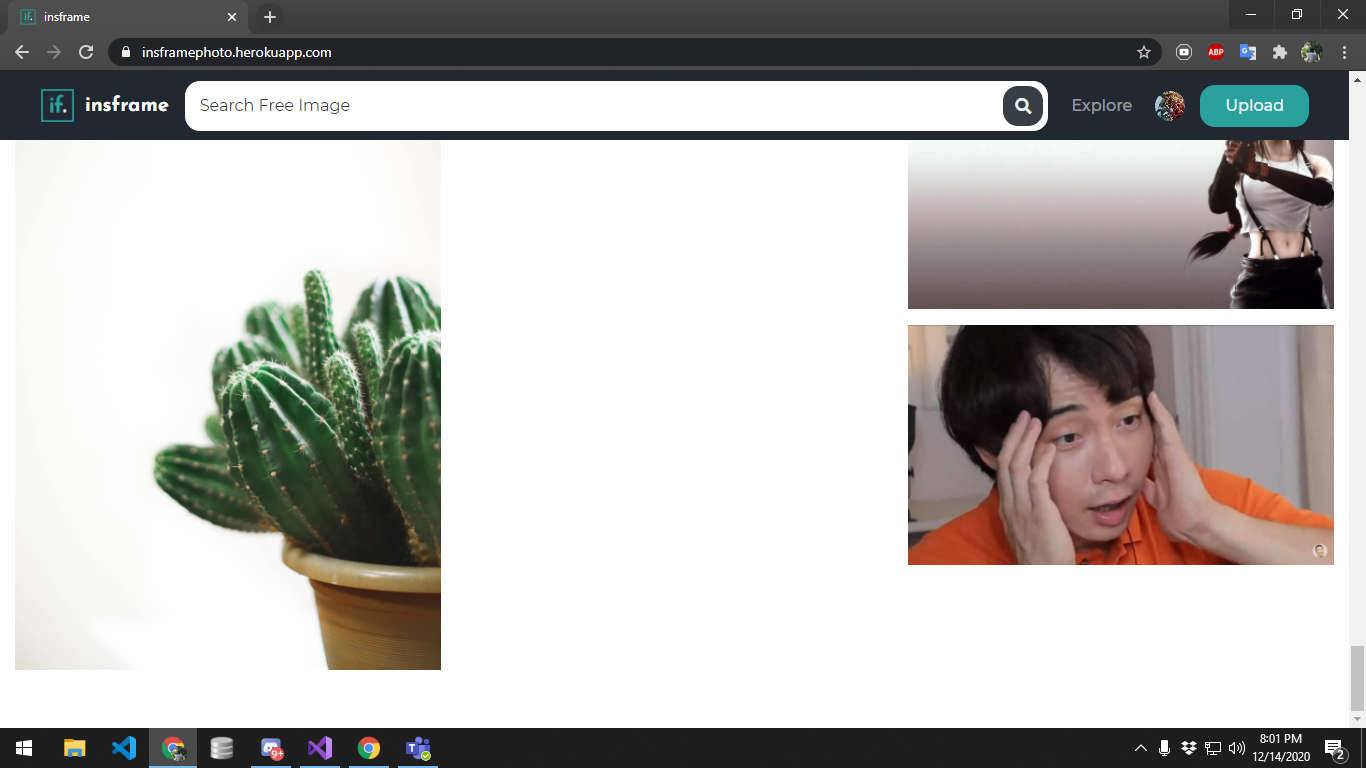 if. insframe
insframephoto.herokuapp.com
ABP
if. insframe
Search Free Image
Explore
Upload
9+
8:01 PM
12/14/2020
2